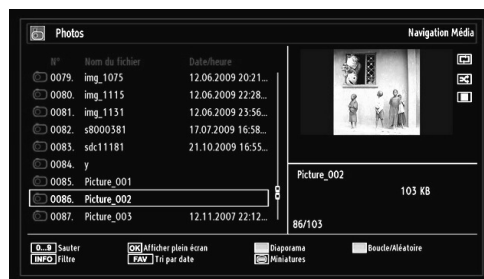 Photos
Navigation Média
N° Nom du fichier Date/heure
0079. img_1075 12.06.2009 20:21...
0080. img_1115 12.06.2009 22:28...
0081. img_1131 12.06.2009 23:56...
0082. s8000381 17.07.2009 16:58...
0083. sdc11181 21.10.2009 16:55...
0084. y
0085. Picture_001
0086. Picture_002
0087. Picture_003 12.11.2007 22:12...
Picture_002
103 KB
86/103
0...9 Sauter OK Afficher plein écran Diaporama Boucle/Aléatoire
INFO Filtre FAV Tri par date Miniatures